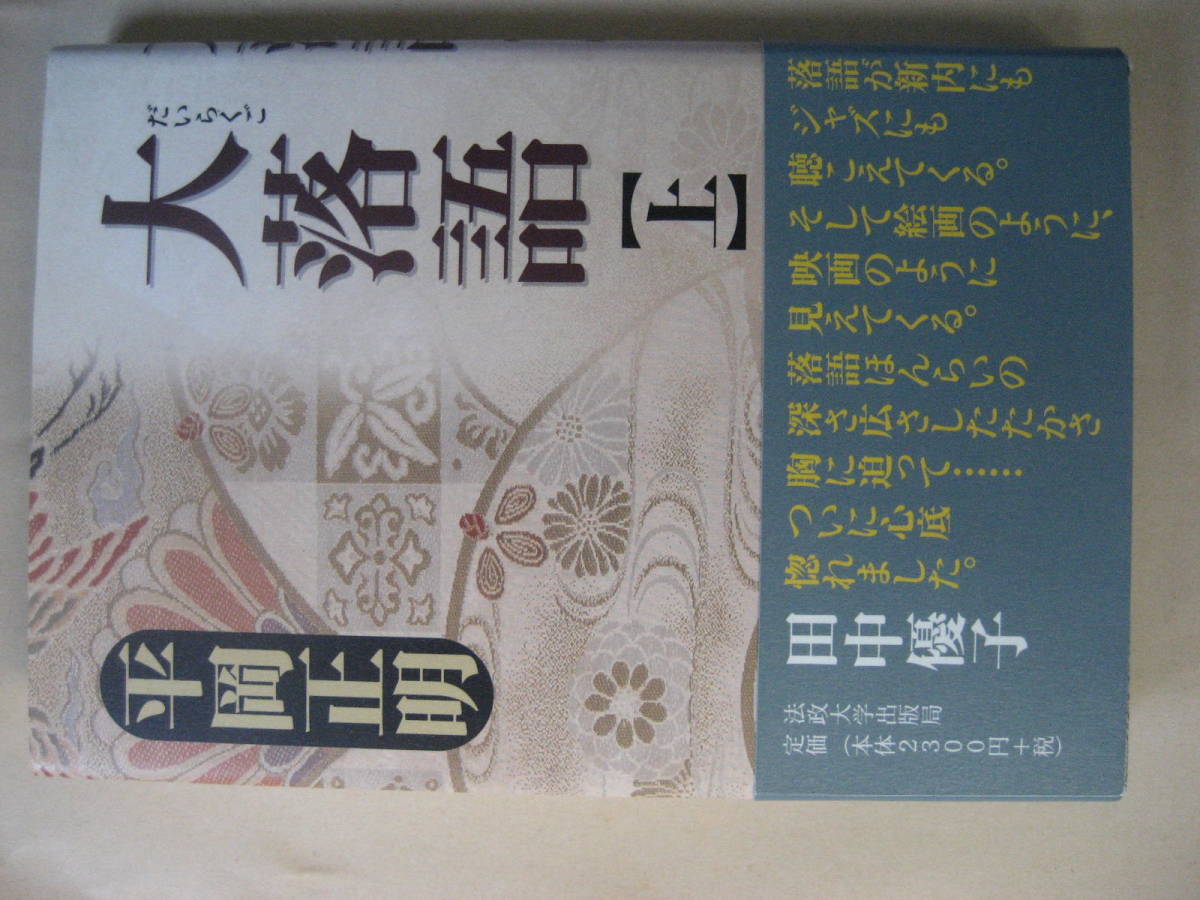 だいらくご
大落語
【上】
平岡正明
落語が新内にも
ジャズにも
聴こえてくる。
そして絵画のように、
映画のように
見えてくる。
落語ほんらいの
深さ広さしたたかさ
胸に迫って……
ついに心底
惚れました。
田中優子
法政大学出版局
定価(本体2300円+税)